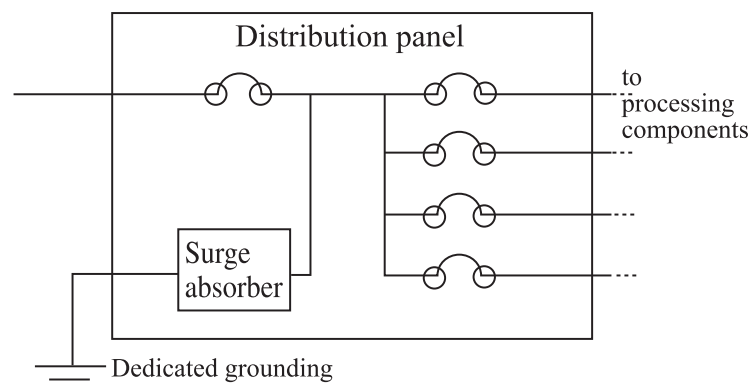 Distribution panel
to
processing
components
Surge
absorber
Dedicated grounding